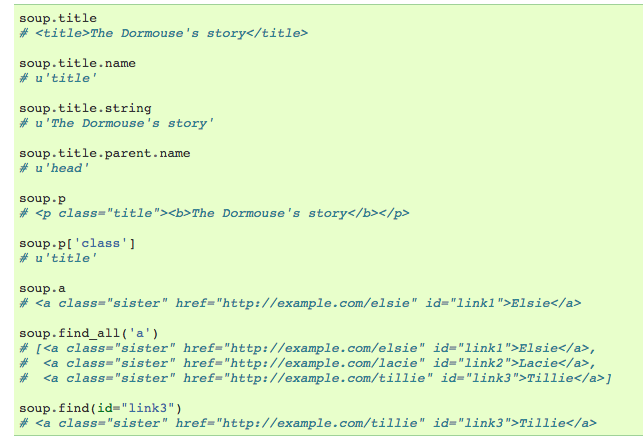 soup.title
# <title>The Dormouse's story</title>
soup.title.name
# u'title'
soup.title.string
# u'The Dormouse's story'
soup.title.parent.name
# u'head'
soup.p
# <p class="title"><b>The Dormouse's story</b></p>
soup.p['class']
# u'title'
soup.a
# <a class="sister" href="http://example.com/elsie" id="link1">Elsie</a>
soup.find_all('a')
# [<a class="sister" href="http://example.com/elsie" id="link1">Elsie</a>,
#  <a class="sister" href="http://example.com/lacie" id="link2">Lacie</a>,
#  <a class="sister" href="http://example.com/tillie" id="link3">Tillie</a>]
soup.find(id="link3")
# <a class="sister" href="http://example.com/tillie" id="link3">Tillie</a>